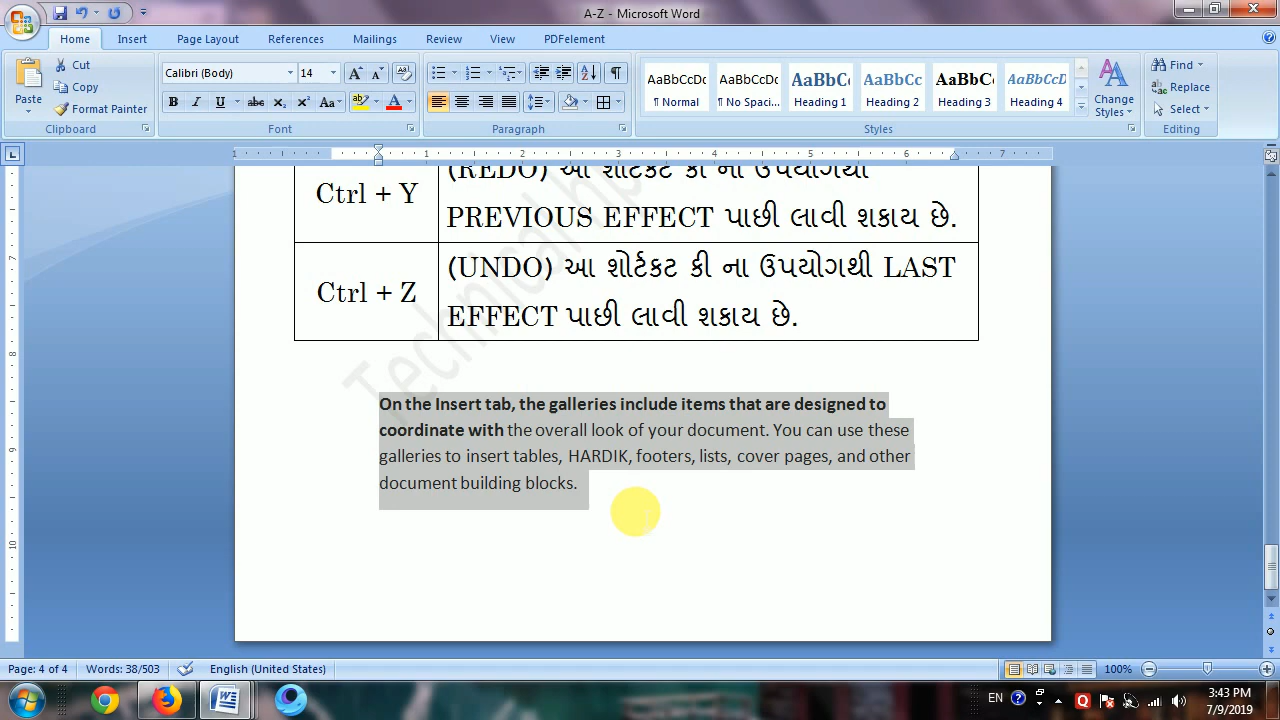 A-Z - Microsoft Word
Home Insert Page Layout References Mailings Review View PDFelement
Paste
Cut
Copy
Format Painter
Clipboard
Calibri (Body) 14
Font
Paragraph
AaBbCcDc AaBbCcDc AaBbCc AaBbCc AaBbCc AaBbCcD
¶ Normal ¶ No Spaci... Heading 1 Heading 2 Heading 3 Heading 4
Change Styles
Styles
Find
Replace
Select
Editing
Ctrl + Y
(REDO) આ શોર્ટકટ કી ના ઉપયોગથી
PREVIOUS EFFECT પાછી લાવી શકાય છે.
Ctrl + Z
(UNDO) આ શોર્ટકટ કી ના ઉપયોગથી LAST
EFFECT પાછી લાવી શકાય છે.
On the Insert tab, the galleries include items that are designed to
coordinate with the overall look of your document. You can use these
galleries to insert tables, HARDIK, footers, lists, cover pages, and other
document building blocks.
Page: 4 of 4 Words: 38/503 English (United States) 100%
EN 3:43 PM
7/9/2019